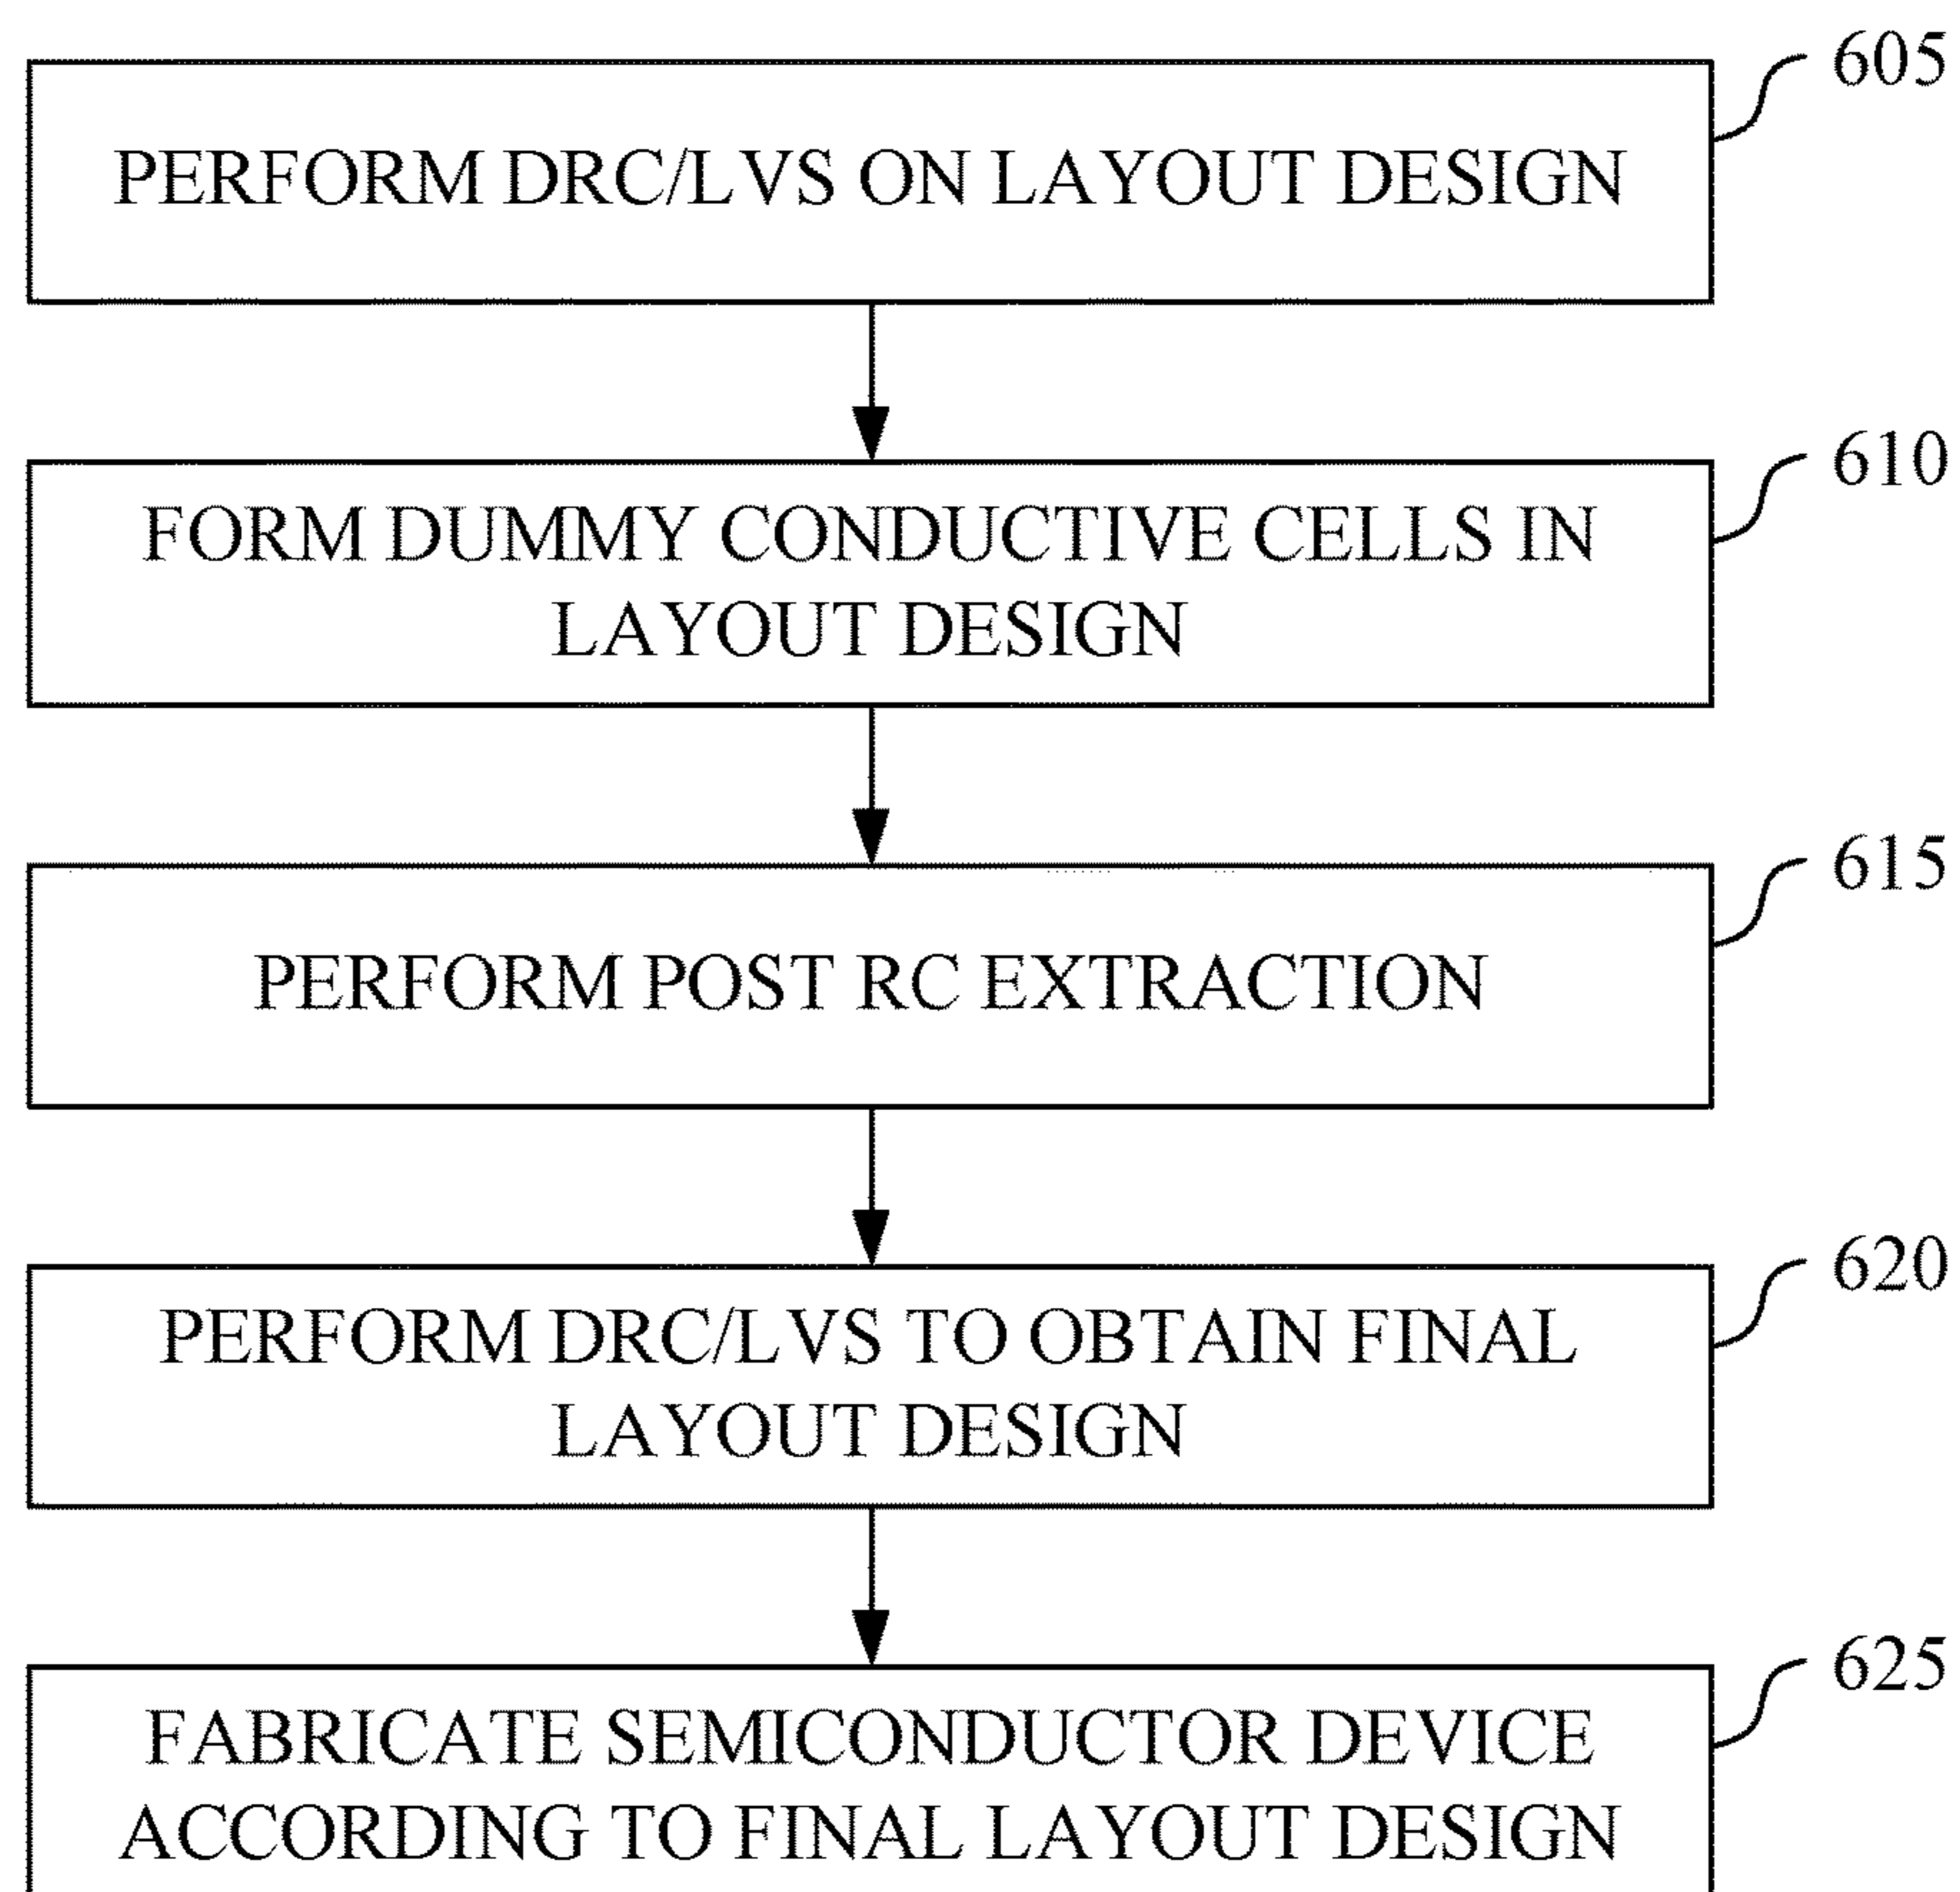 605
PERFORM DRC/LVS ON LAYOUT DESIGN
610
FORM DUMMY CONDUCTIVE CELLS IN
LAYOUT DESIGN
615
PERFORM POST RC EXTRACTION
620
PERFORM DRC/LVS TO OBTAIN FINAL
LAYOUT DESIGN
625
FABRICATE SEMICONDUCTOR DEVICE
ACCORDING TO FINAL LAYOUT DESIGN